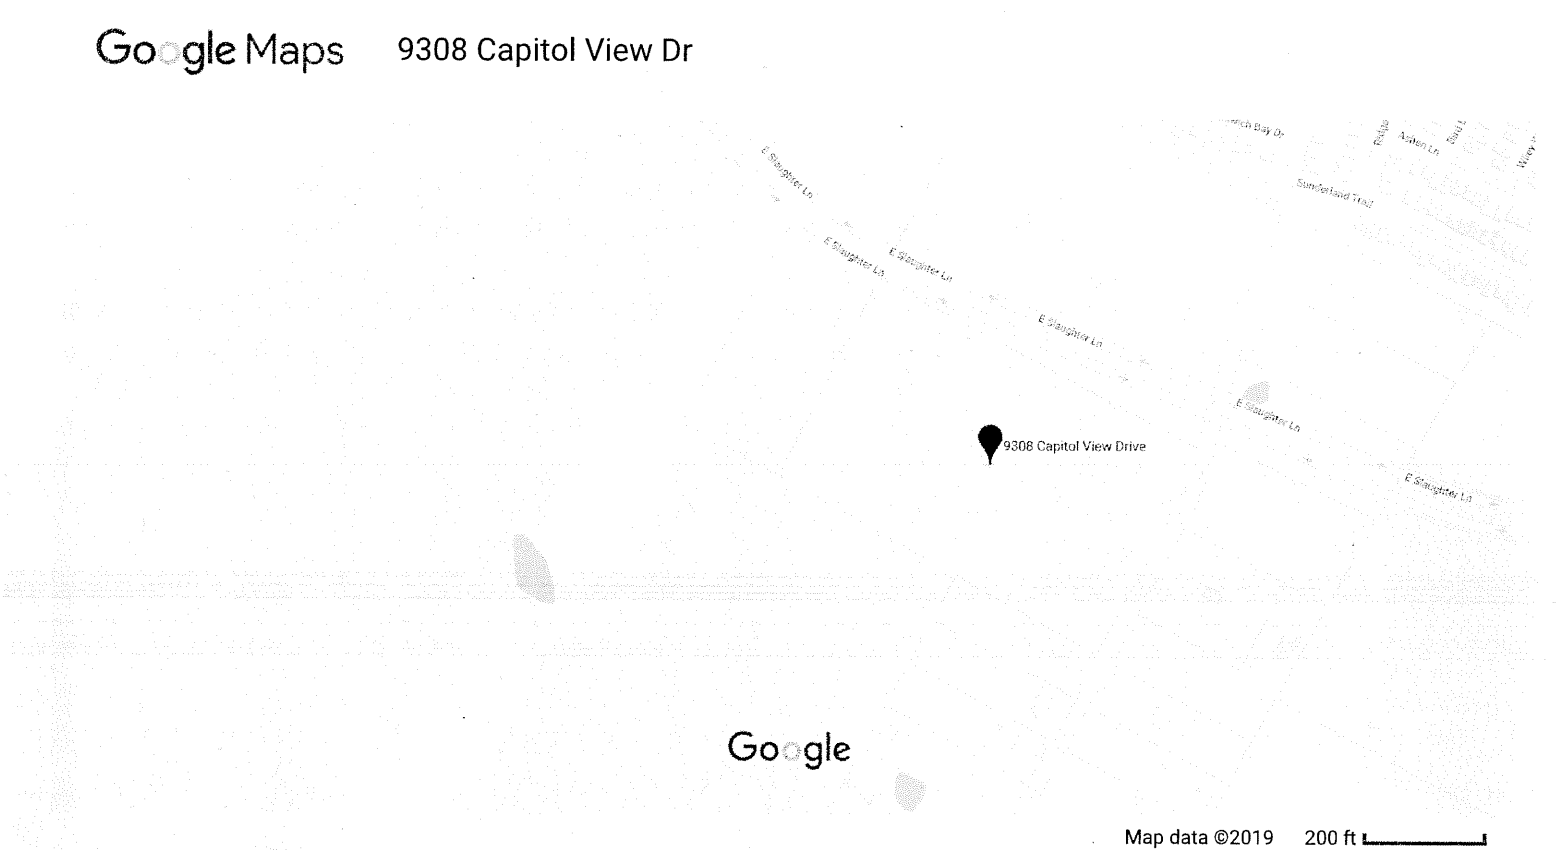 Google Maps 9308 Capitol View Dr
Ashen Ln
Sunderland Trail
E Slaughter Ln
E Slaughter Ln
E Slaughter Ln
E Slaughter Ln
E Slaughter Ln
9308 Capitol View Drive
E Slaughter Ln
Google
Map data ©2019 200 ft